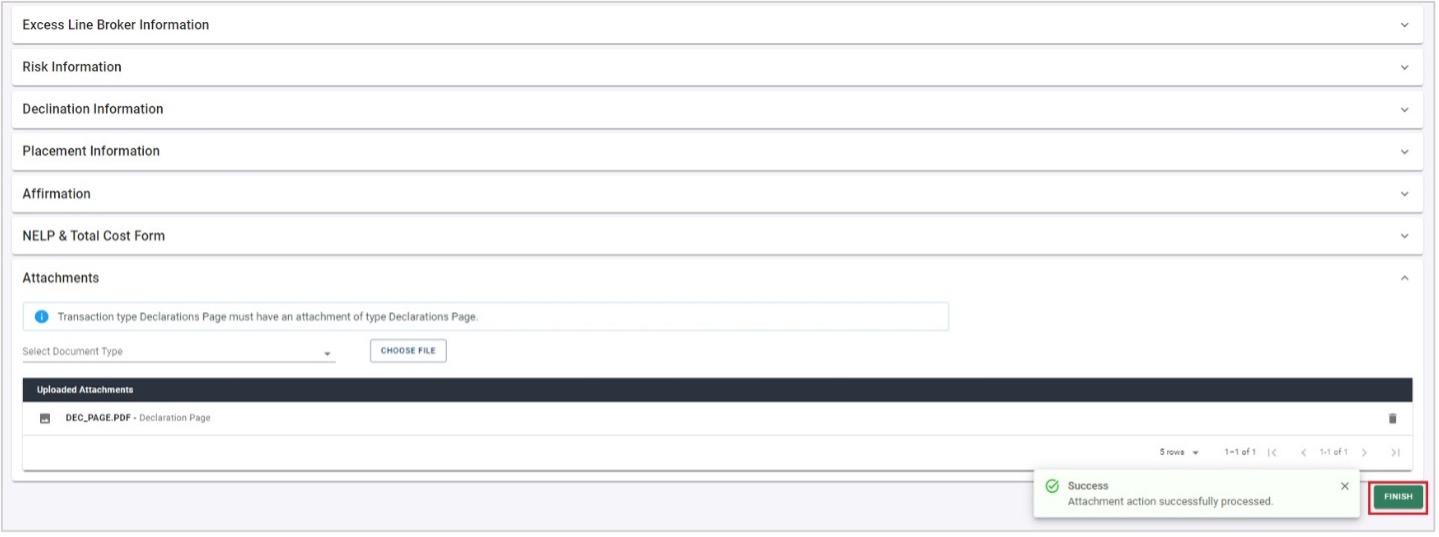 Excess Line Broker Information
Risk Information
Declination Information
Placement Information
Affirmation
NELP & Total Cost Form
Attachments
Transaction type Declarations Page must have an attachment of type Declarations Page.
Select Document Type
CHOOSE FILE
Uploaded Attachments
DEC_PAGE.PDF - Declaration Page
5 rows 1-1 of 1 1-1 of 1
Success
Attachment action successfully processed.
FINISH